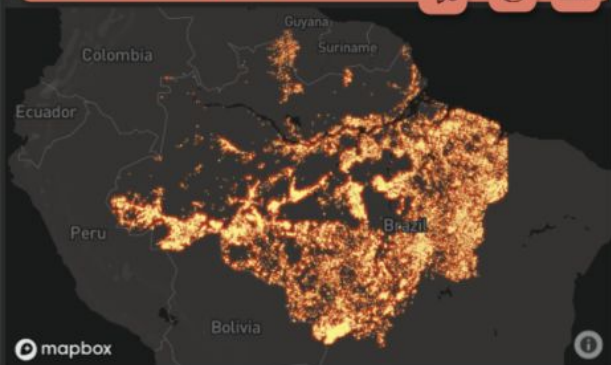 Guyana
Suriname
Colombia
Ecuador
Brazil
Peru
Bolivia
mapbox
i